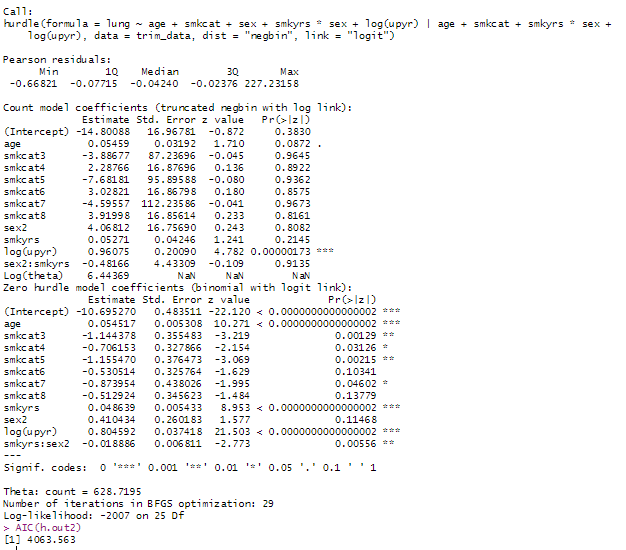 Call:
hurdle(formula = lung ~ age + smkcat + sex + smkyrs * sex + log(upyr) | age + smkcat + smkyrs * sex +
    log(upyr), data = trim_data, dist = "negbin", link = "logit")

Pearson residuals:
      Min        1Q    Median        3Q       Max
 -0.66821  -0.07715  -0.04240  -0.02376 227.23158

Count model coefficients (truncated negbin with log link):
             Estimate Std. Error z value   Pr(>|z|)
(Intercept) -14.80088   16.96781  -0.872     0.3830
age           0.05459    0.03192   1.710     0.0872 .
smkcat3      -3.88677   87.23696  -0.045     0.9645
smkcat4       2.28766   16.87696   0.136     0.8922
smkcat5      -7.68181   95.89588  -0.080     0.9362
smkcat6       3.02821   16.86798   0.180     0.8575
smkcat7      -4.59557  112.23586  -0.041     0.9673
smkcat8       3.91998   16.85614   0.233     0.8161
sex2          4.06812   16.75690   0.243     0.8082
smkyrs        0.05271    0.04246   1.241     0.2145
log(upyr)     0.96075    0.20090   4.782 0.00000173 ***
sex2:smkyrs  -0.48166    4.43309  -0.109     0.9135
Log(theta)    6.44369        NaN     NaN        NaN
Zero hurdle model coefficients (binomial with logit link):
              Estimate Std. Error z value             Pr(>|z|)
(Intercept) -10.695270   0.483511 -22.120 < 0.0000000000000002 ***
age           0.054517   0.005308  10.271 < 0.0000000000000002 ***
smkcat3      -1.144378   0.355483  -3.219              0.00129 **
smkcat4      -0.706153   0.327866  -2.154              0.03126 *
smkcat5      -1.155470   0.376473  -3.069              0.00215 **
smkcat6      -0.530514   0.325764  -1.629              0.10341
smkcat7      -0.873954   0.438026  -1.995              0.04602 *
smkcat8      -0.512924   0.345623  -1.484              0.13779
smkyrs        0.048639   0.005433   8.953 < 0.0000000000000002 ***
sex2          0.410434   0.260183   1.577              0.11468
log(upyr)     0.804592   0.037418  21.503 < 0.0000000000000002 ***
smkyrs:sex2  -0.018886   0.006811  -2.773              0.00556 **
---
Signif. codes:  0 '***' 0.001 '**' 0.01 '*' 0.05 '.' 0.1 ' ' 1

Theta: count = 628.7195
Number of iterations in BFGS optimization: 29
Log-likelihood: -2007 on 25 Df
> AIC(h.out2)
[1] 4063.563